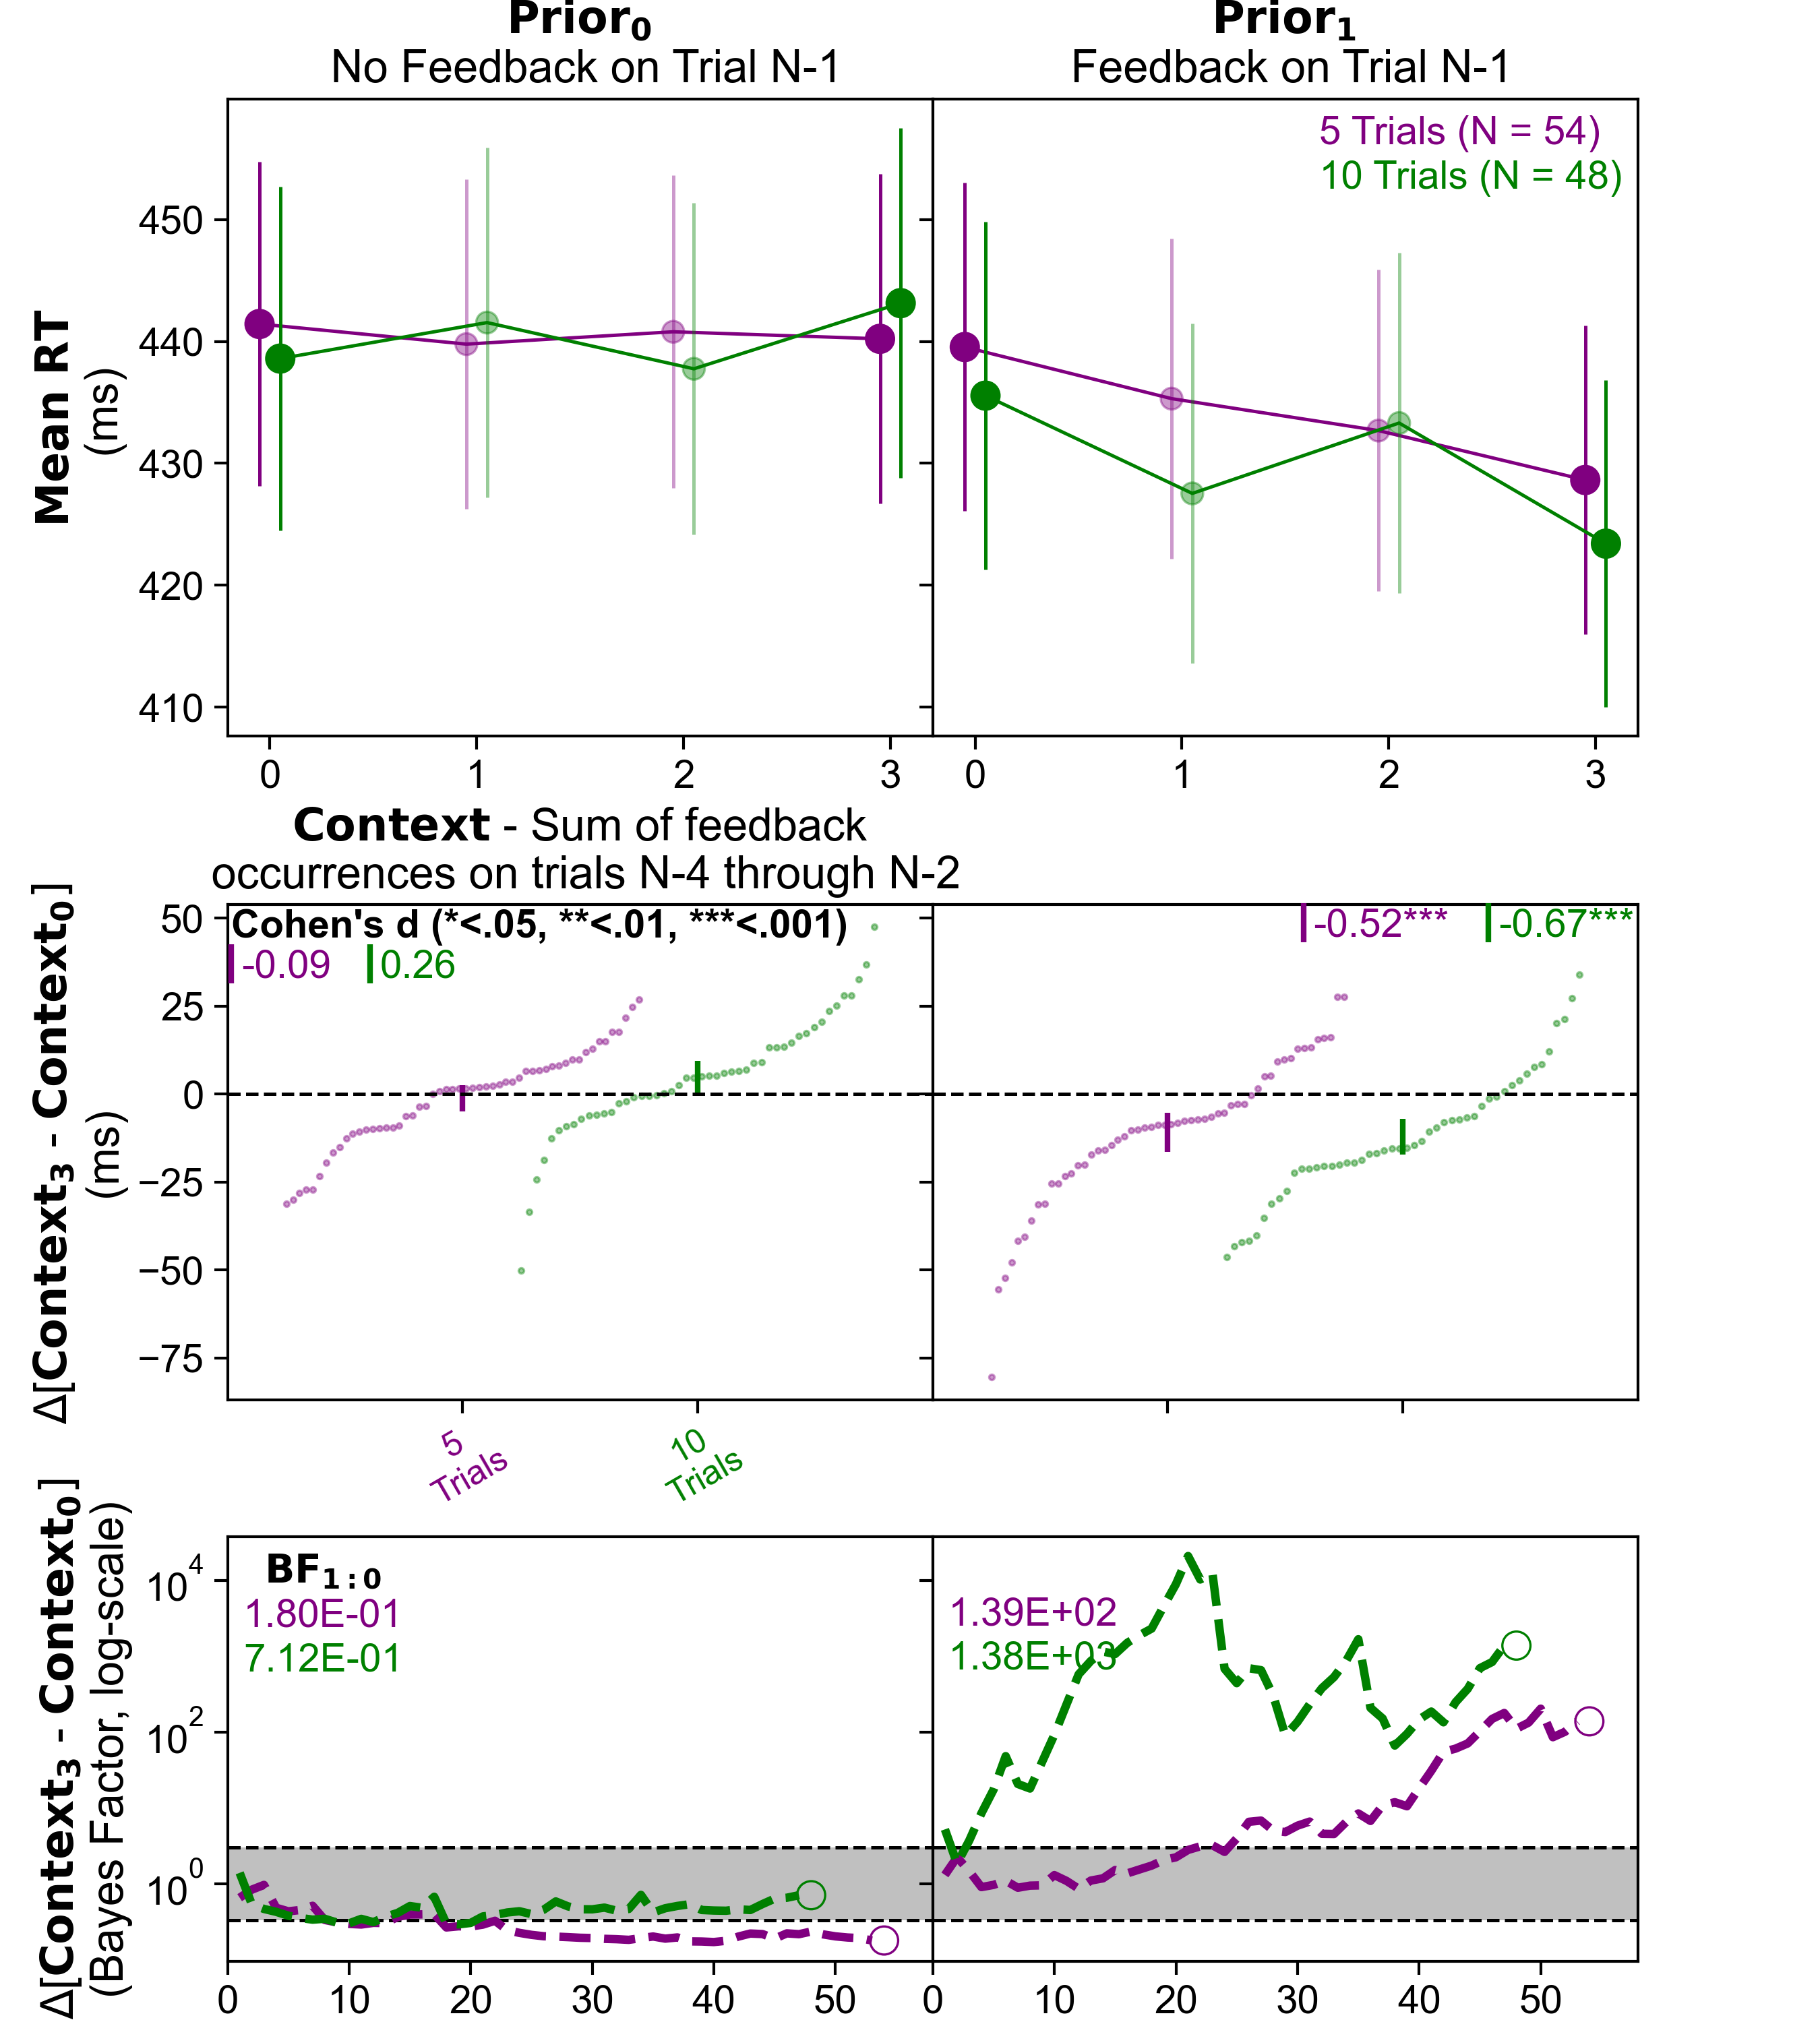 Prior0
No Feedback on Trial N-1
Prior1
Feedback on Trial N-1
5 Trials (N = 54)
10 Trials (N = 48)
Mean RT
(ms)
450
440
430
420
410
0 1 2 3
0 1 2 3
Context - Sum of feedback
occurrences on trials N-4 through N-2
Δ[Context3 - Context0]
(ms)
50
25
0
−25
−50
−75
Cohen's d (*<.05, **<.01, ***<.001)
-0.09 0.26
-0.52*** -0.67***
5
Trials
10
Trials
Δ[Context3 - Context0]
(Bayes Factor, log-scale)
10^4
10^2
10^0
BF1:0
1.80E-01
7.12E-01
1.39E+02
1.38E+03
0 10 20 30 40 50
0 10 20 30 40 50